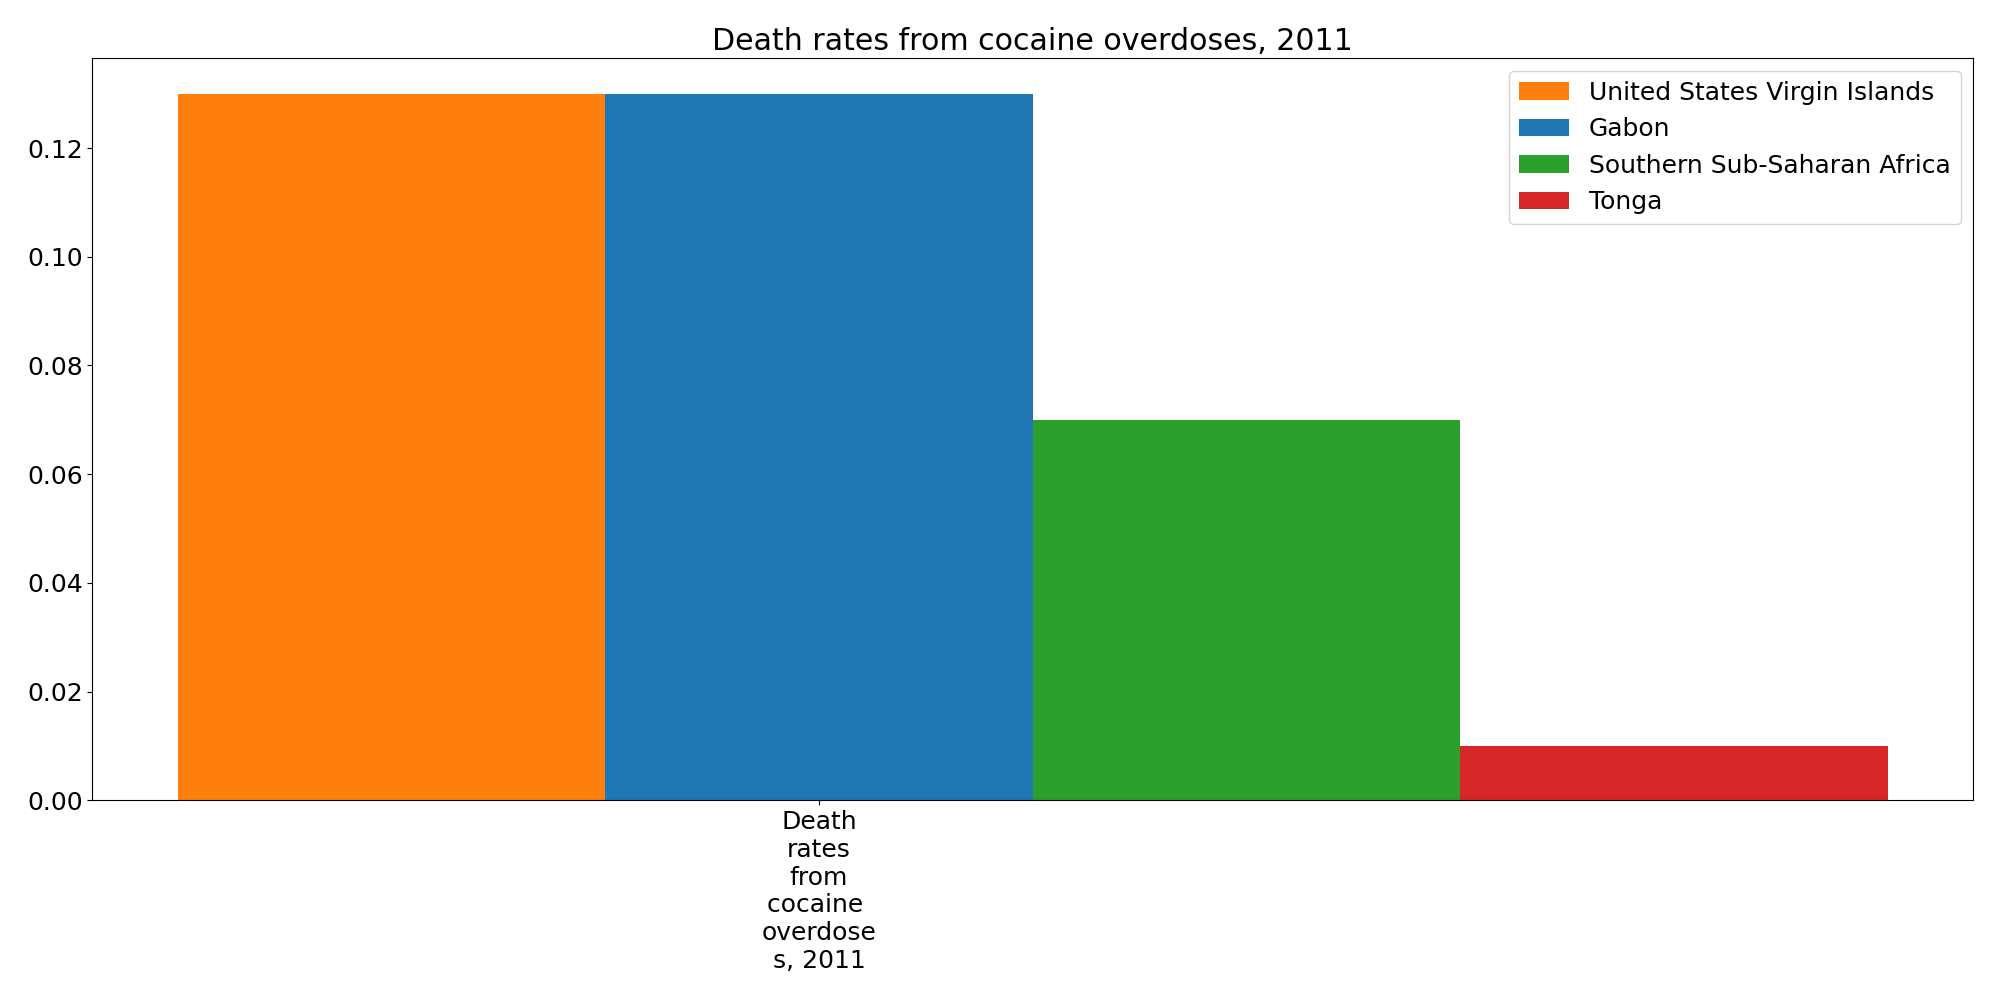 Death rates from cocaine overdoses, 2011
United States Virgin Islands
Gabon
Southern Sub-Saharan Africa
Tonga
0.12
0.10
0.08
0.06
0.04
0.02
0.00
Death
rates
from
cocaine
overdose
s, 2011